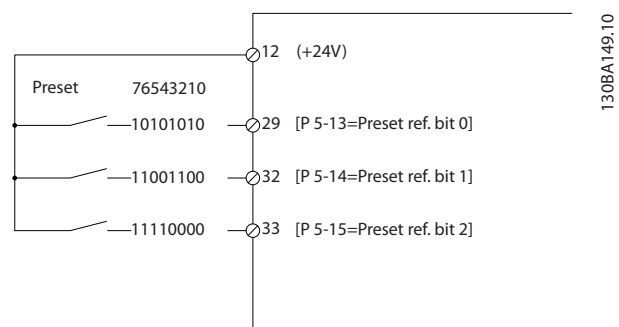 12 (+24V)
Preset 76543210
10101010 29 [P 5-13=Preset ref. bit 0]
11001100 32 [P 5-14=Preset ref. bit 1]
11110000 33 [P 5-15=Preset ref. bit 2]
130BA149.10